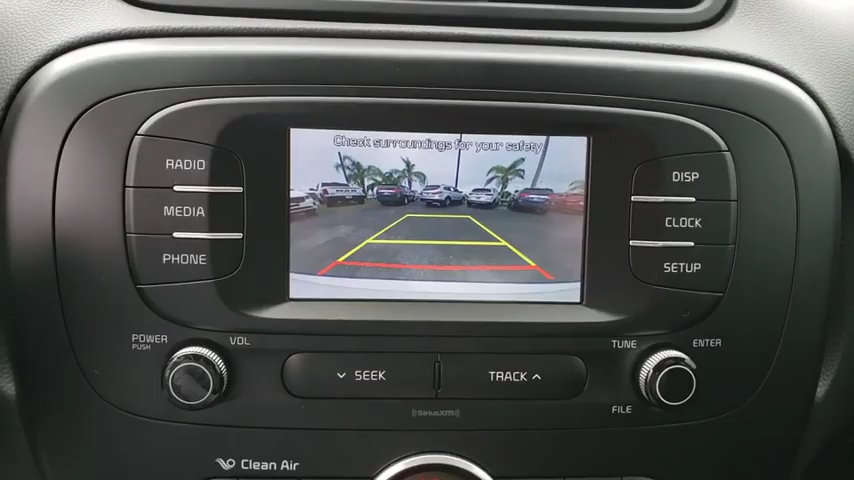 Check surroundings for your safety
RADIO
MEDIA
PHONE
DISP
CLOCK
SETUP
POWER
PUSH
VOL
SEEK
TRACK
TUNE
ENTER
FILE
SiriusXM
Clean Air